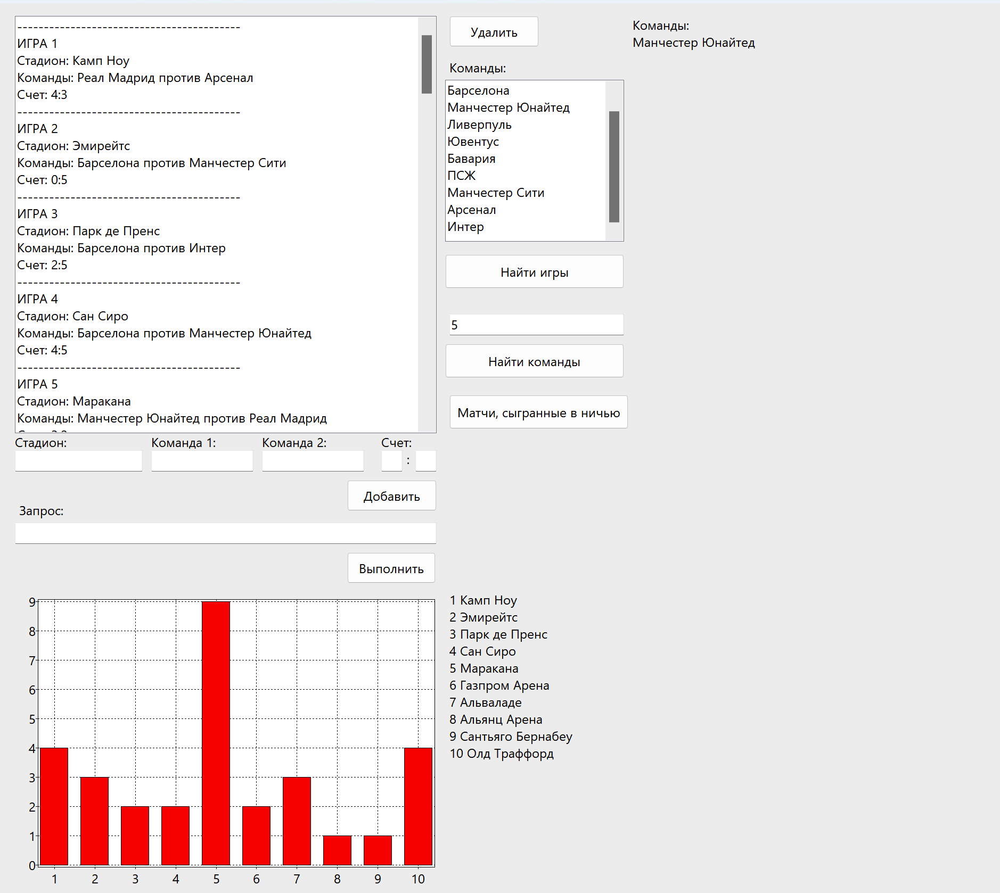 -----------------------------------------
ИГРА 1
Стадион: Камп Ноу
Команды: Реал Мадрид против Арсенал
Счет: 4:3
-----------------------------------------
ИГРА 2
Стадион: Эмирейтс
Команды: Барселона против Манчестер Сити
Счет: 0:5
-----------------------------------------
ИГРА 3
Стадион: Парк де Пренс
Команды: Барселона против Интер
Счет: 2:5
-----------------------------------------
ИГРА 4
Стадион: Сан Сиро
Команды: Барселона против Манчестер Юнайтед
Счет: 4:5
-----------------------------------------
ИГРА 5
Стадион: Маракана
Команды: Манчестер Юнайтед против Реал Мадрид
Удалить
Команды:
Барселона
Манчестер Юнайтед
Ливерпуль
Ювентус
Бавария
ПСЖ
Манчестер Сити
Арсенал
Интер
Найти игры
5
Найти команды
Матчи, сыгранные в ничью
Команды:
Манчестер Юнайтед
Стадион: Команда 1: Команда 2: Счет:
:
Добавить
Запрос:
Выполнить
9
8
7
6
5
4
3
2
1
0
1 2 3 4 5 6 7 8 9 10
1 Камп Ноу
2 Эмирейтс
3 Парк де Пренс
4 Сан Сиро
5 Маракана
6 Газпром Арена
7 Альваладе
8 Альянц Арена
9 Сантьяго Бернабеу
10 Олд Траффорд